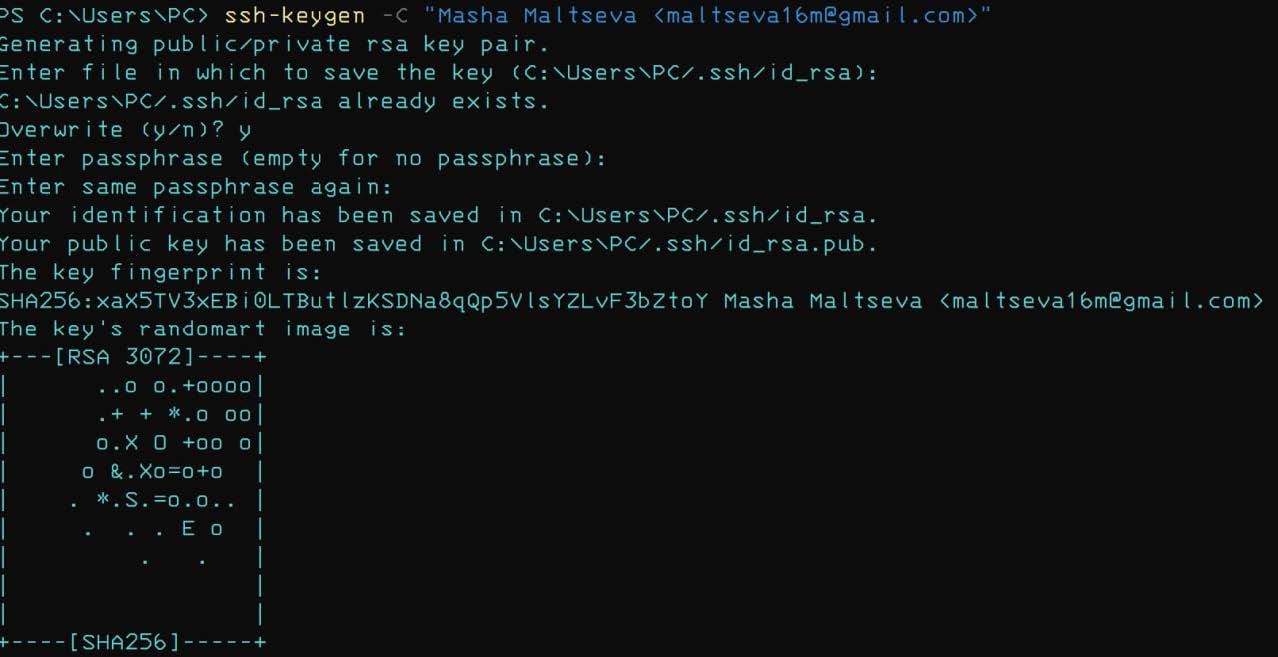 PS C:\Users\PC> ssh-keygen -C "Masha Maltseva <maltseva16m@gmail.com>"
Generating public/private rsa key pair.
Enter file in which to save the key (C:\Users\PC/.ssh/id_rsa):
C:\Users\PC/.ssh/id_rsa already exists.
Overwrite (y/n)? y
Enter passphrase (empty for no passphrase):
Enter same passphrase again:
Your identification has been saved in C:\Users\PC/.ssh/id_rsa.
Your public key has been saved in C:\Users\PC/.ssh/id_rsa.pub.
The key fingerprint is:
SHA256:xaX5TV3xEBi0LTButlzKSDNa8qQp5VlsYZLvF3bZtoY Masha Maltseva <maltseva16m@gmail.com>
The key's randomart image is:
+---[RSA 3072]----+
|      ..o o.+oooo|
|      .+ + *.o oo|
|      o.X O +oo o|
|     o &.Xo=o+o  |
|    . *.S.=o.o.. |
|     .  . . E o  |
|         .   .   |
|                 |
|                 |
+----[SHA256]-----+